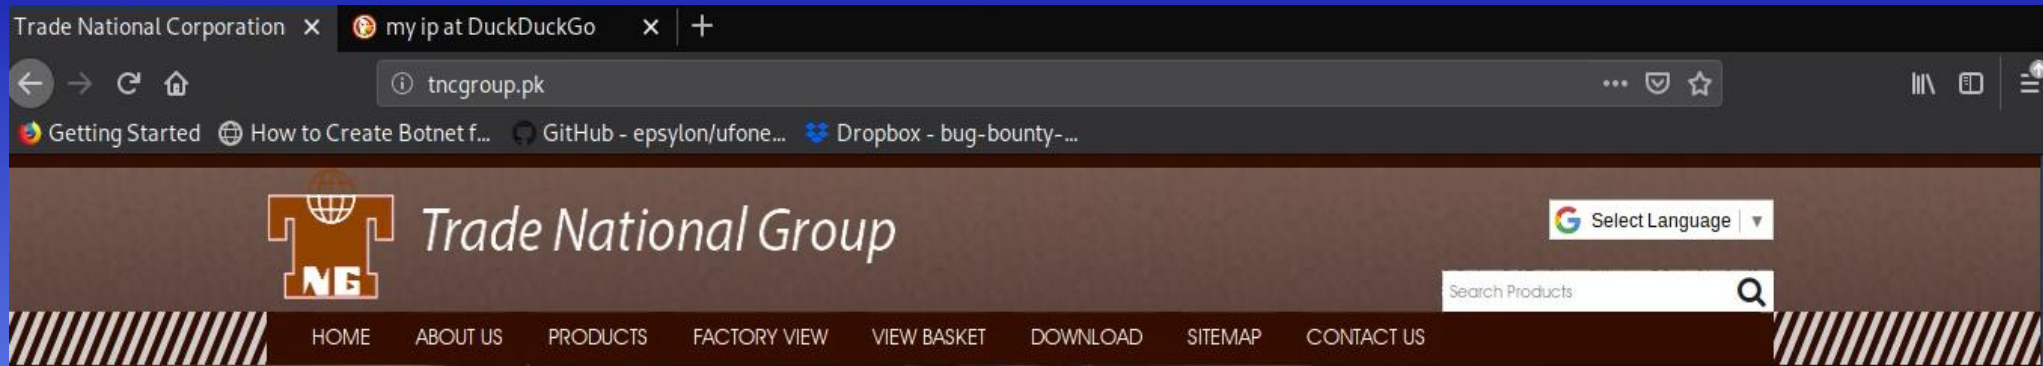 Trade National Corporation my ip at DuckDuckGo
tncgroup.pk
Getting Started How to Create Botnet f... GitHub - epsylon/ufone... Dropbox - bug-bounty-...
Trade National Group
Select Language
TNG
Search Products
HOME ABOUT US PRODUCTS FACTORY VIEW VIEW BASKET DOWNLOAD SITEMAP CONTACT US